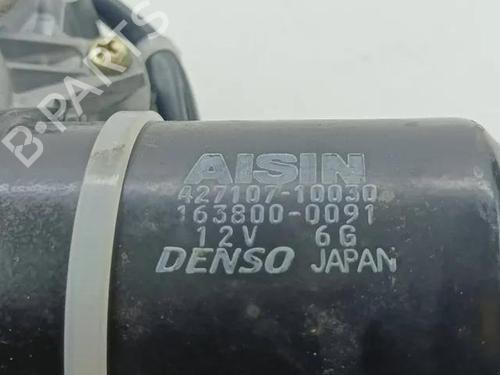 B-PARTS
AISIN
427107-10030
163800-0091
12V 6G
DENSO JAPAN